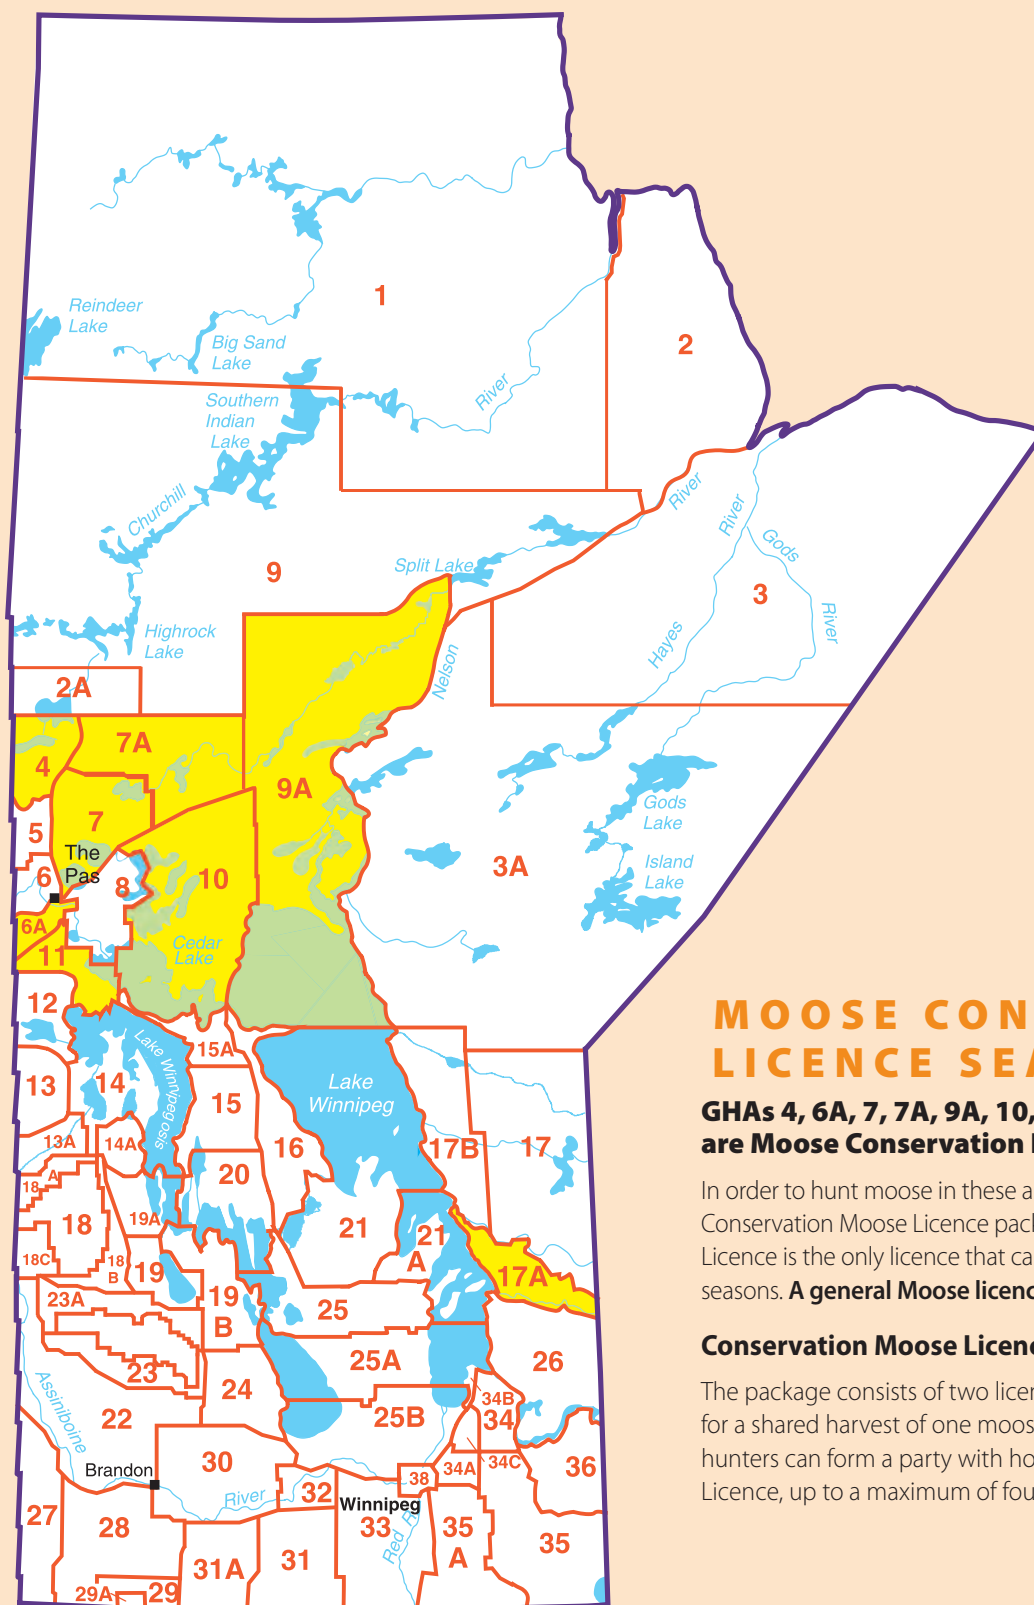 1
2
Reindeer
Lake
Big Sand
Lake
Southern
Indian
Lake
River
River
River
Gods
River
Churchill
Split Lake
9
3
Hayes
Highrock
Lake
Nelson
2A
7A
4
9A
7
5
The
Pas
6
8
10
3A
Gods
Lake
Island
Lake
6A
11
Cedar
Lake
12
15A
Lake Winnipegosis
13
14
15
Lake
Winnipeg
16
17B
17
13A
14A
20
18
A
18
19A
21
21
A
18C
18
B
19
17A
23A
19
B
25
23
25A
26
24
25B
34B
34
22
Assiniboine
Brandon
30
38
34A
34C
36
32
River
Winnipeg
27
28
33
Red R
35
A
35
31A
31
29A
29
MOOSE CON
LICENCE SEA
GHAs 4, 6A, 7, 7A, 9A, 10,
are Moose Conservation
In order to hunt moose in these a
Conservation Moose Licence pack
Licence is the only licence that ca
seasons. A general Moose licenc
Conservation Moose Licenc
The package consists of two licen
for a shared harvest of one moos
hunters can form a party with ho
Licence, up to a maximum of fou